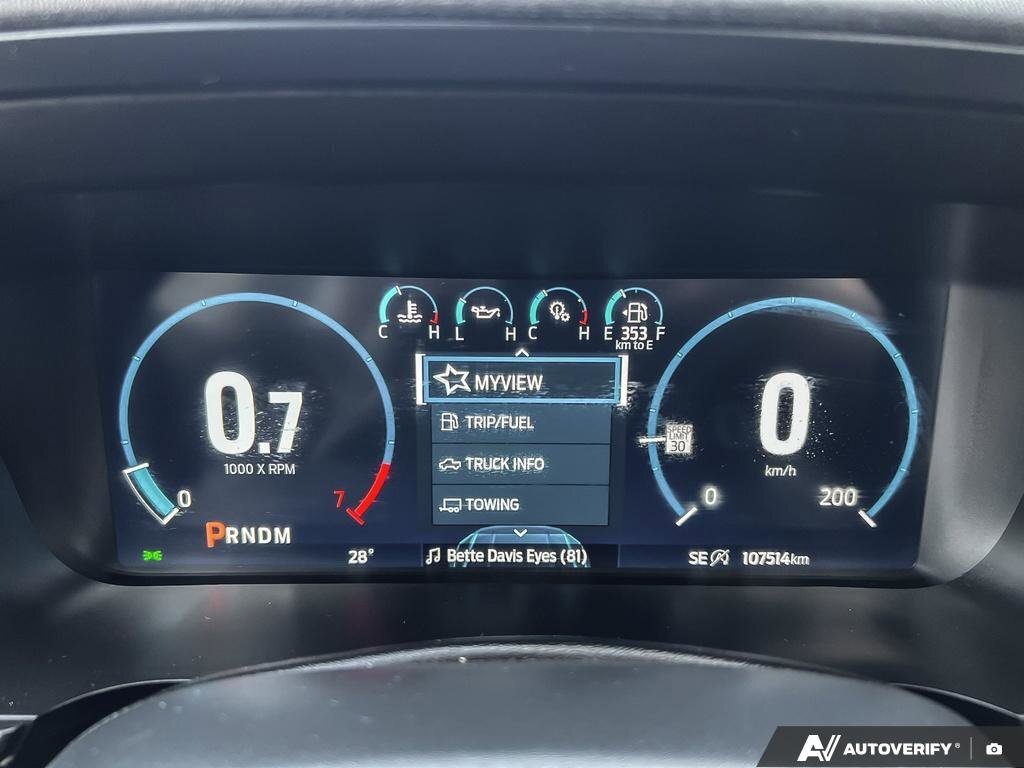 C H
L H
C H
E 353 F
km to E
MYVIEW
TRIP/FUEL
TRUCK INFO
TOWING
0.7
1000 X RPM
0
7
PRNDM
28°
Bette Davis Eyes (81)
SPEED
LIMIT
30
0
km/h
0
200
SE
107514km
AUTOVERIFY®